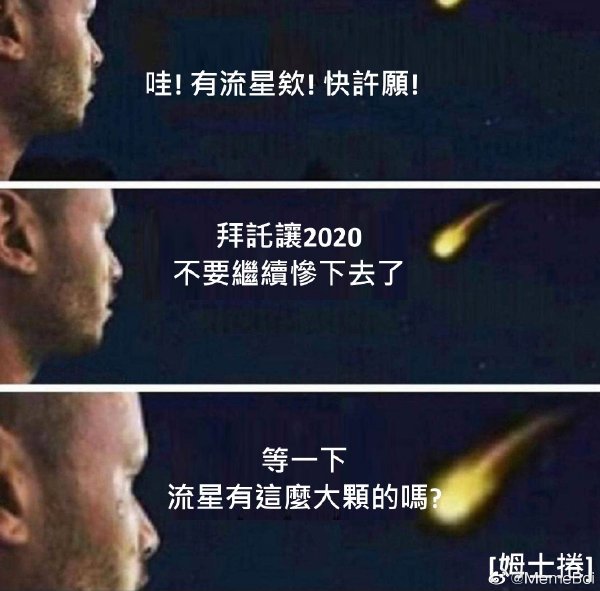 哇! 有流星欸! 快許願!
拜託讓2020
不要繼續慘下去了
等一下
流星有這麼大顆的嗎?
[姆士捲]
@MemeBoi